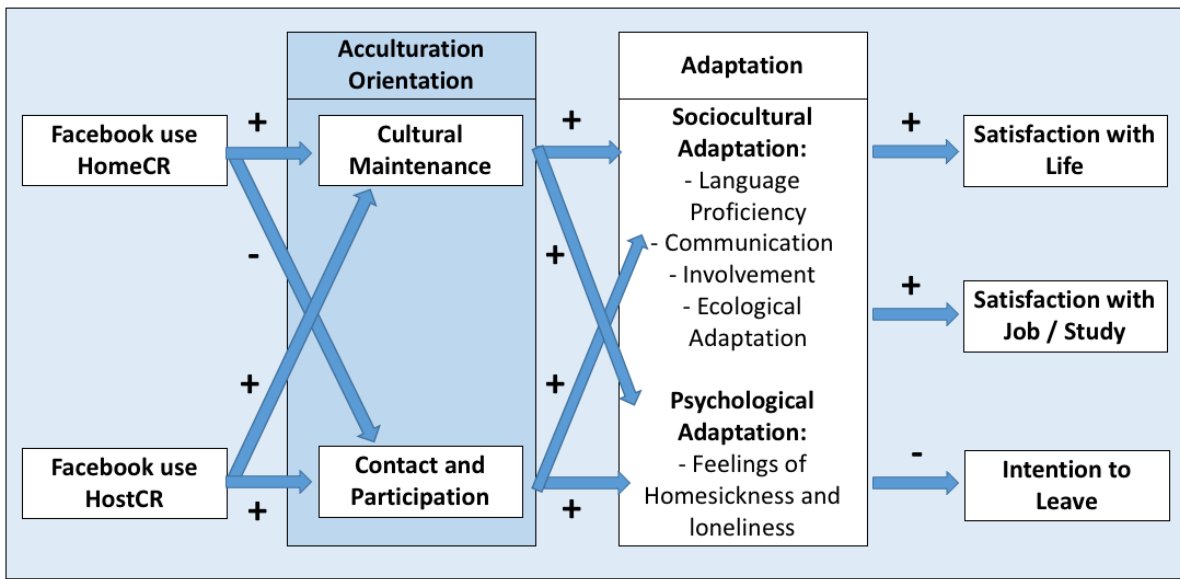 Acculturation
Orientation
Adaptation
+
Facebook use
HomeCR
+
Cultural
Maintenance
+
Sociocultural
Adaptation:
- Language
Proficiency
- Communication
- Involvement
- Ecological
Adaptation
+
Satisfaction with
Life
-
+
+
Satisfaction with
Job / Study
+
+
Facebook use
HostCR
Contact and
Participation
+
Psychological
Adaptation:
- Feelings of
Homesickness and
loneliness
-
Intention to
Leave